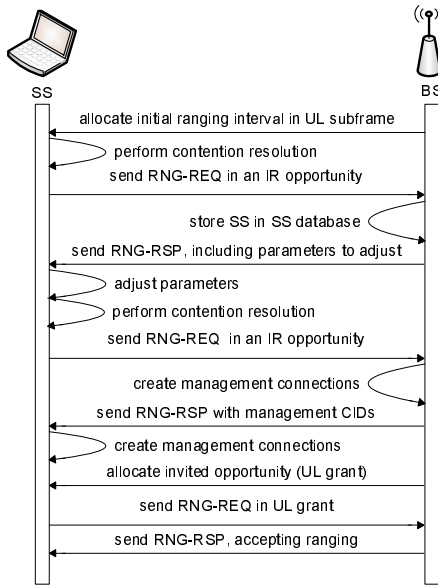 SS
BS
allocate initial ranging interval in UL subframe
perform contention resolution
send RNG-REQ in an IR opportunity
store SS in SS database
send RNG-RSP, including parameters to adjust
adjust parameters
perform contention resolution
send RNG-REQ in an IR opportunity
create management connections
send RNG-RSP with management CIDs
create management connections
allocate invited opportunity (UL grant)
send RNG-REQ in UL grant
send RNG-RSP, accepting ranging